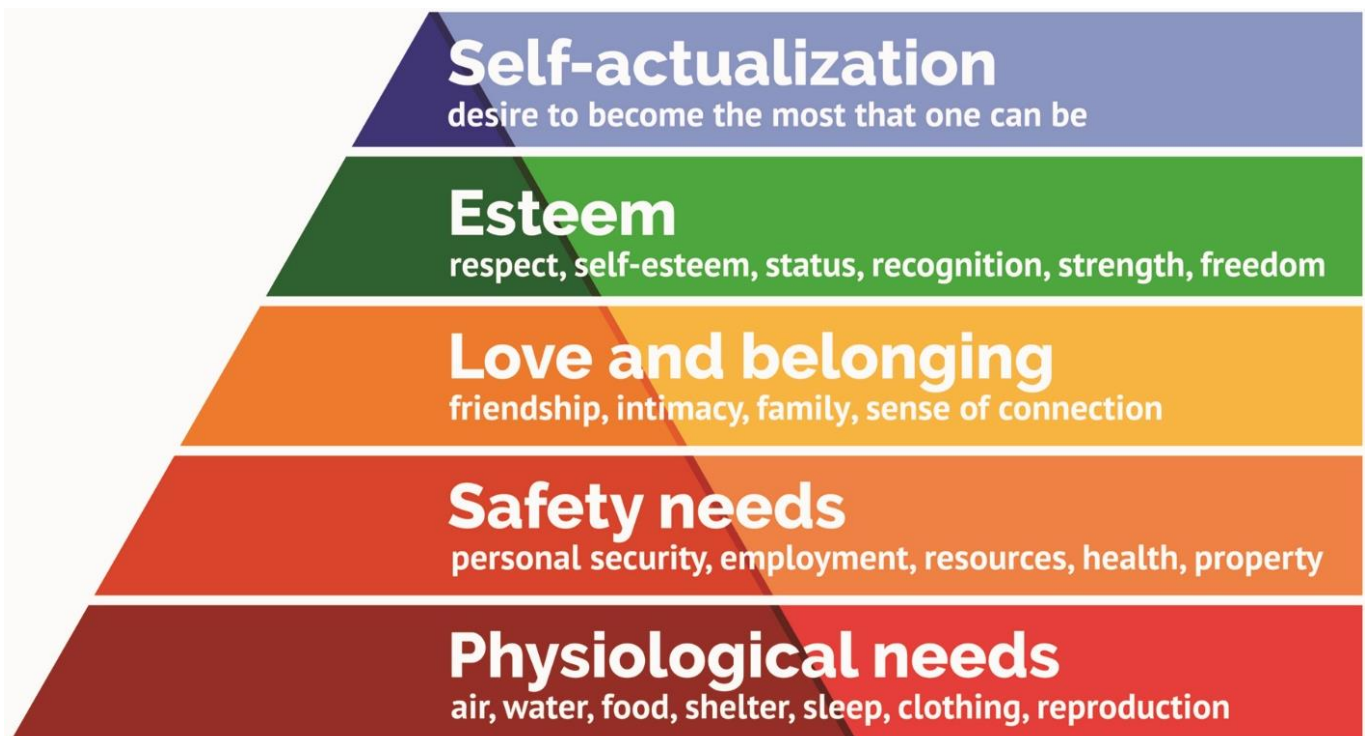 Self-actualization
desire to become the most that one can be
Esteem
respect, self-esteem, status, recognition, strength, freedom
Love and belonging
friendship, intimacy, family, sense of connection
Safety needs
personal security, employment, resources, health, property
Physiological needs
air, water, food, shelter, sleep, clothing, reproduction